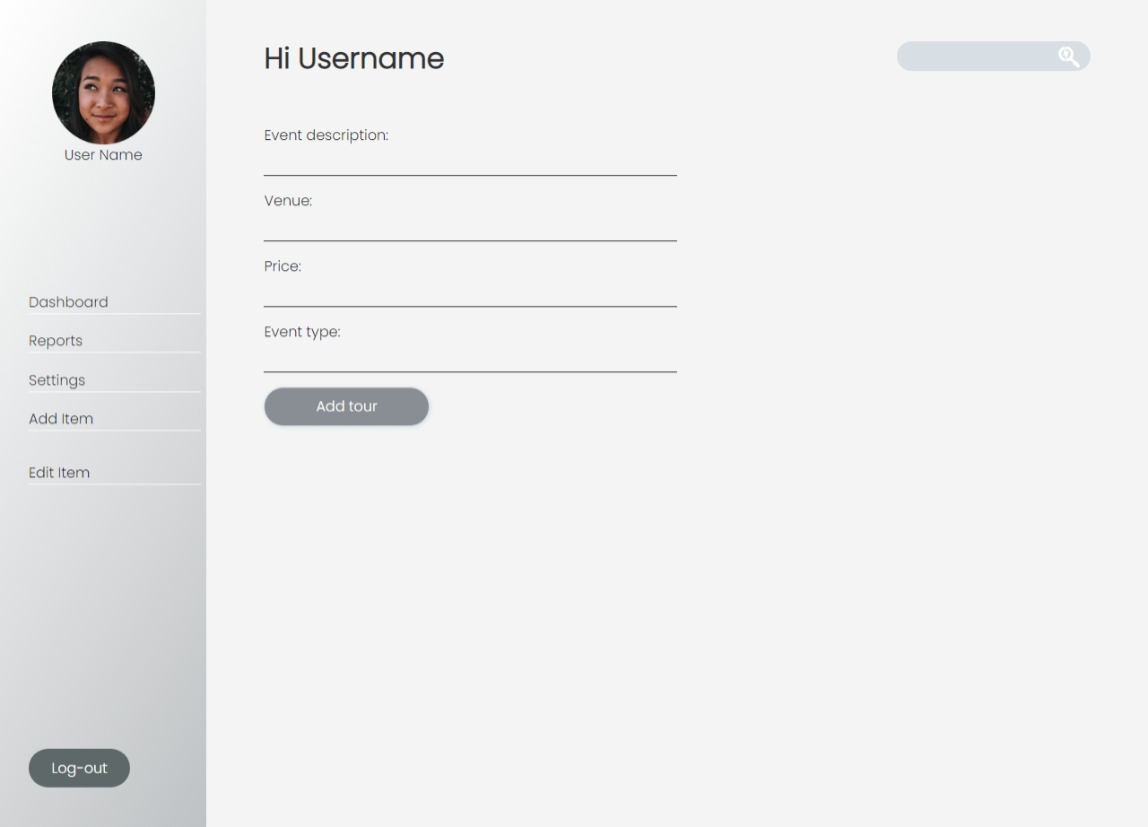 User Name
Dashboard
Reports
Settings
Add Item
Edit Item
Log-out
Hi Username
Event description:
Venue:
Price:
Event type:
Add tour